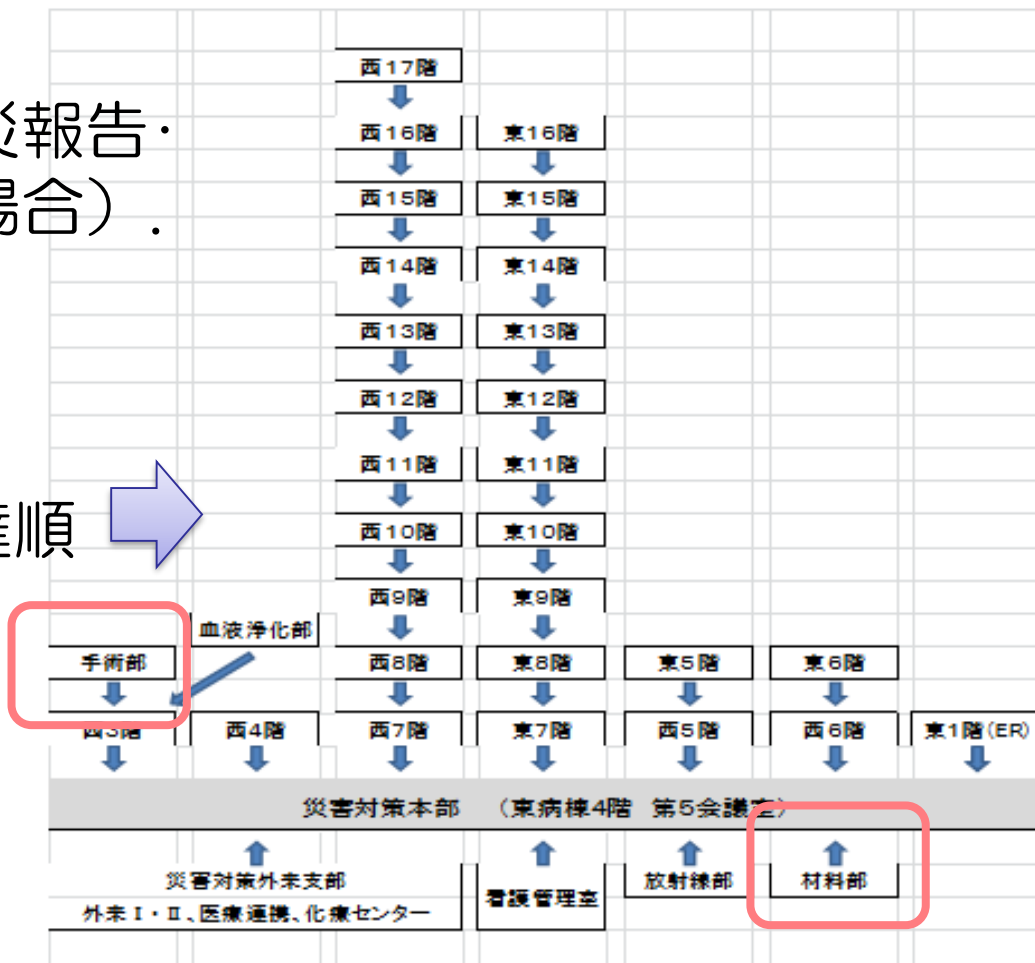 西17階
災報告・
西16階 東16階
場合）.
西15階 東15階
西14階 東14階
西13階 東13階
西12階 東12階
西11階 東11階
達順
西10階 東10階
西9階 東9階
血液浄化部
手術部 西8階 東8階 東5階 東6階
西3階 西4階 西7階 東7階 西5階 西6階 東1階(ER)
災害対策本部 （東病棟4階 第5会議室）
災害対策外来支部 看護管理室 放射線部 材料部
外来Ⅰ・Ⅱ、医療連携、化療センター